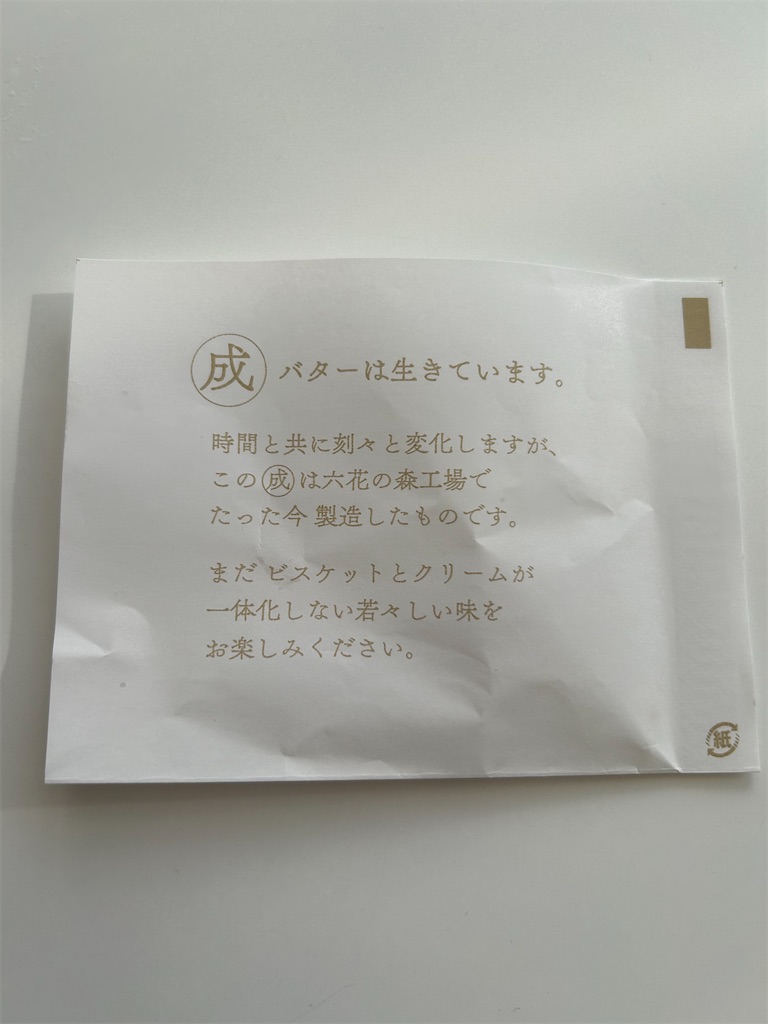 成 バターは生きています。
時間と共に刻々と変化しますが、
この成は六花の森工場で
たった今 製造したものです。
まだ ビスケットとクリームが
一体化しない若々しい味を
お楽しみください。
紙